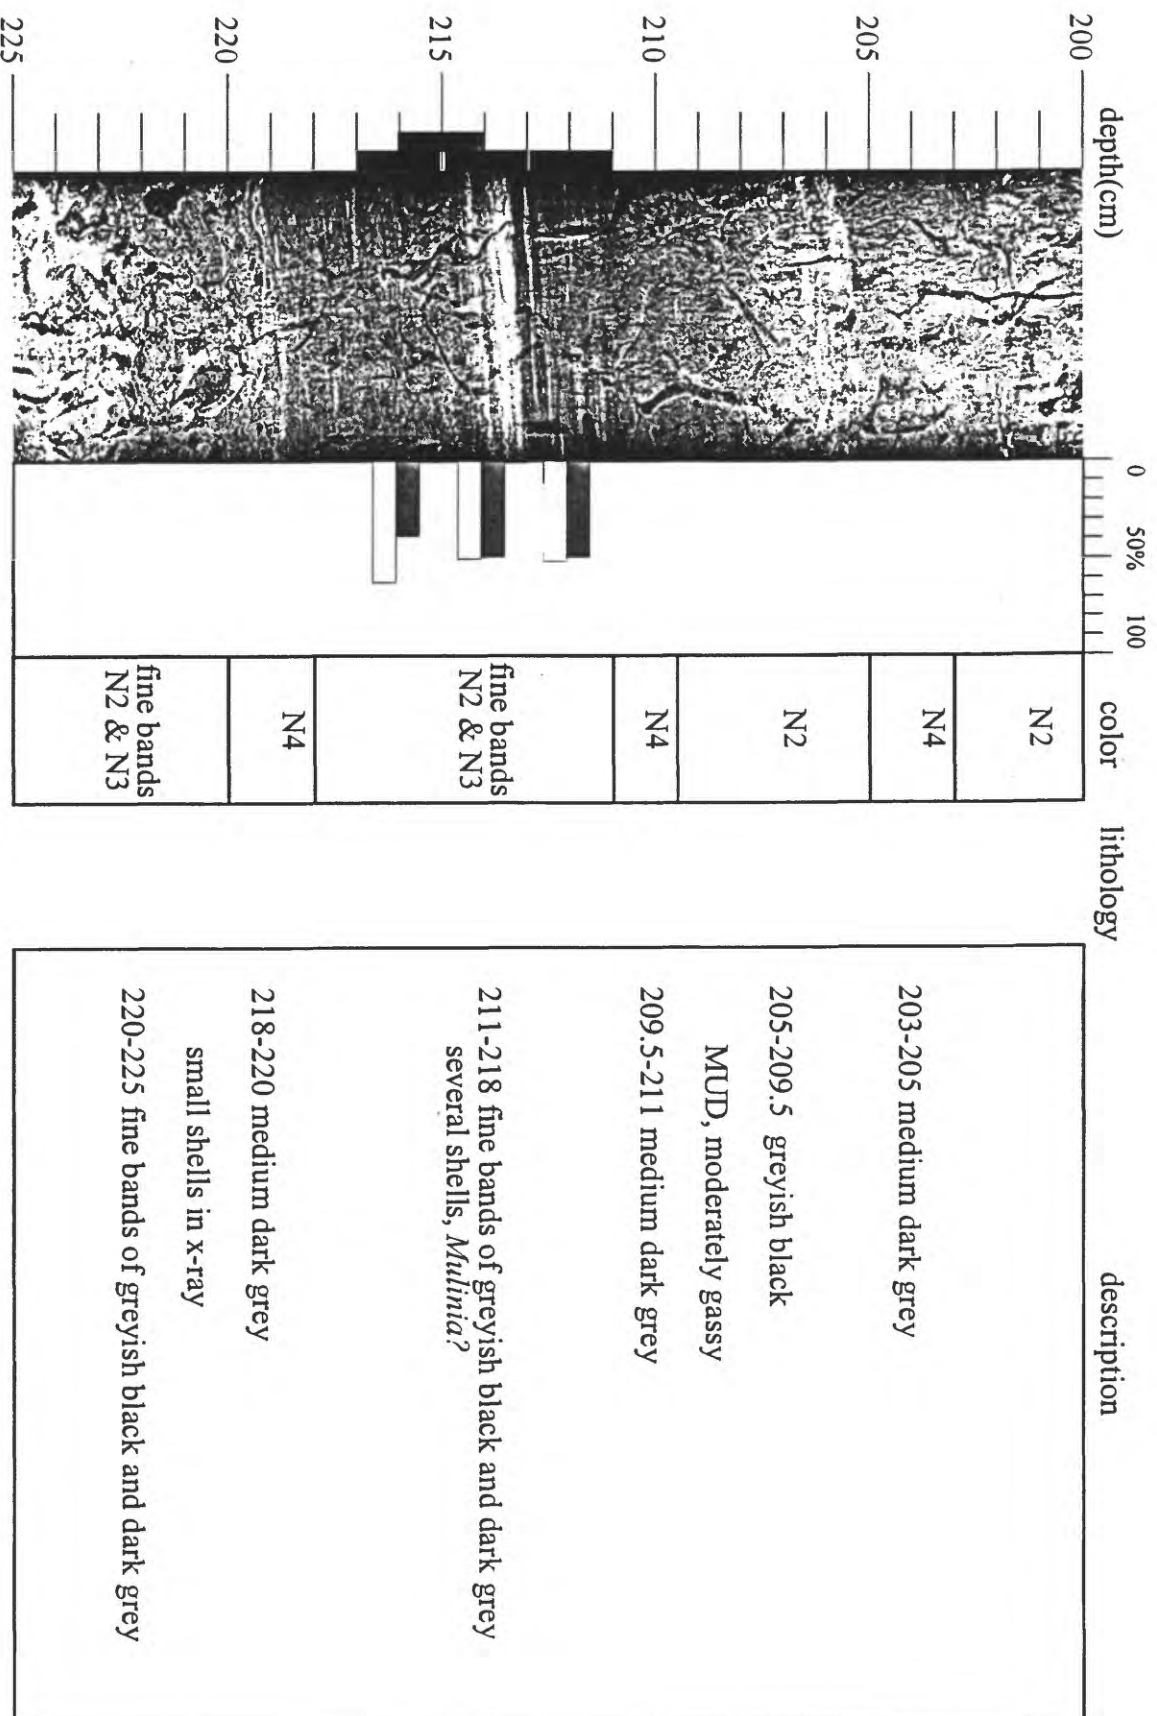 depth(cm)
0
50%
100
color
lithology
description
200
205
210
215
220
225
N2
N4
N2
N4
fine bands
N2 & N3
N4
fine bands
N2 & N3
203-205 medium dark grey
205-209.5 greyish black
MUD, moderately gassy
209.5-211 medium dark grey
211-218 fine bands of greyish black and dark grey
several shells, Mulinia?
218-220 medium dark grey
small shells in x-ray
220-225 fine bands of greyish black and dark grey